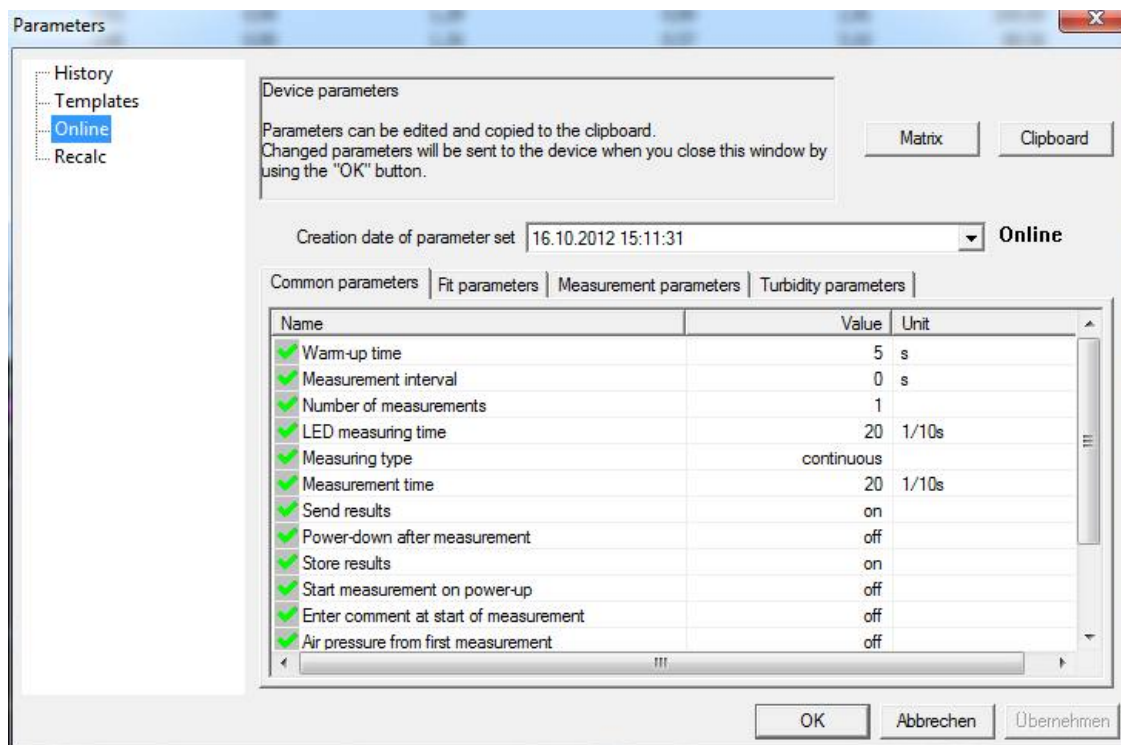 Parameters
History
Templates
Online
Recalc
Device parameters
Parameters can be edited and copied to the clipboard.
Changed parameters will be sent to the device when you close this window by
using the "OK" button.
Matrix
Clipboard
Creation date of parameter set 16.10.2012 15:11:31 Online
Common parameters Fit parameters Measurement parameters Turbidity parameters
Name Value Unit
Warm-up time 5 s
Measurement interval 0 s
Number of measurements 1
LED measuring time 20 1/10s
Measuring type continuous
Measurement time 20 1/10s
Send results on
Power-down after measurement off
Store results on
Start measurement on power-up off
Enter comment at start of measurement off
Air pressure from first measurement off
OK Abbrechen Übernehmen